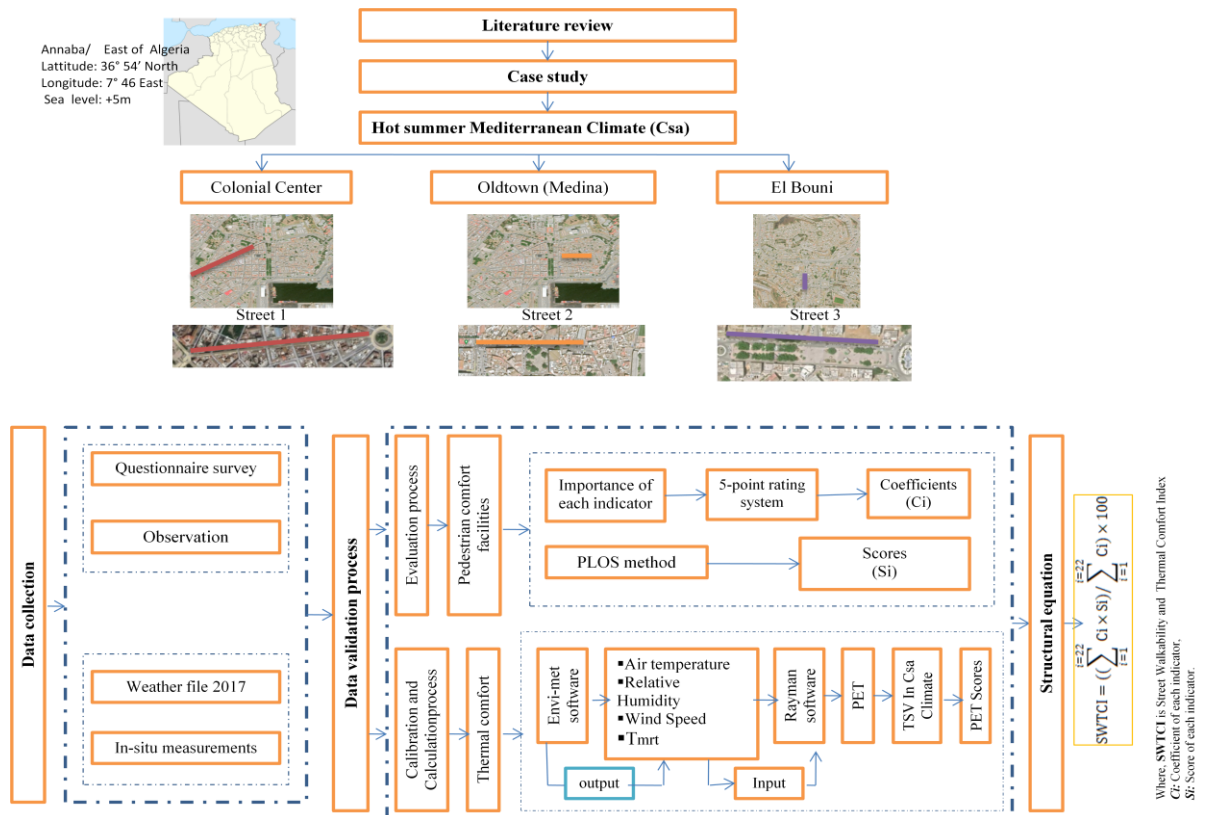 Annaba/ East of Algeria
Lattitude: 36° 54' North
Longitude: 7° 46 East
Sea level: +5m
Literature review
Case study
Hot summer Mediterranean Climate (Csa)
Colonial Center
Oldtown (Medina)
El Bouni
Street 1
Street 2
Street 3
Data collection
Questionnaire survey
Observation
Weather file 2017
In-situ measurements
Data validation process
Evaluation process
Pedestrian comfort
facilities
Importance of
each indicator
5-point rating
system
Coefficients
(Ci)
PLOS method
Scores
(Si)
Calibration and
Calculationprocess
Thermal comfort
Envi-met
software
▪Air temperature
▪Relative
Humidity
▪Wind Speed
▪Tmrt
output
Input
Rayman
software
PET
TSV In Csa
Climate
PET Scores
Structural equation
SWTCI = ((∑ i=1 i=22 Ci × Si)/ ∑ i=1 i=22 Ci) × 100
Where, SWTCI is Street Walkability and Thermal Comfort Index
Ci: Coefficient of each indicator.
Si: Score of each indicator.